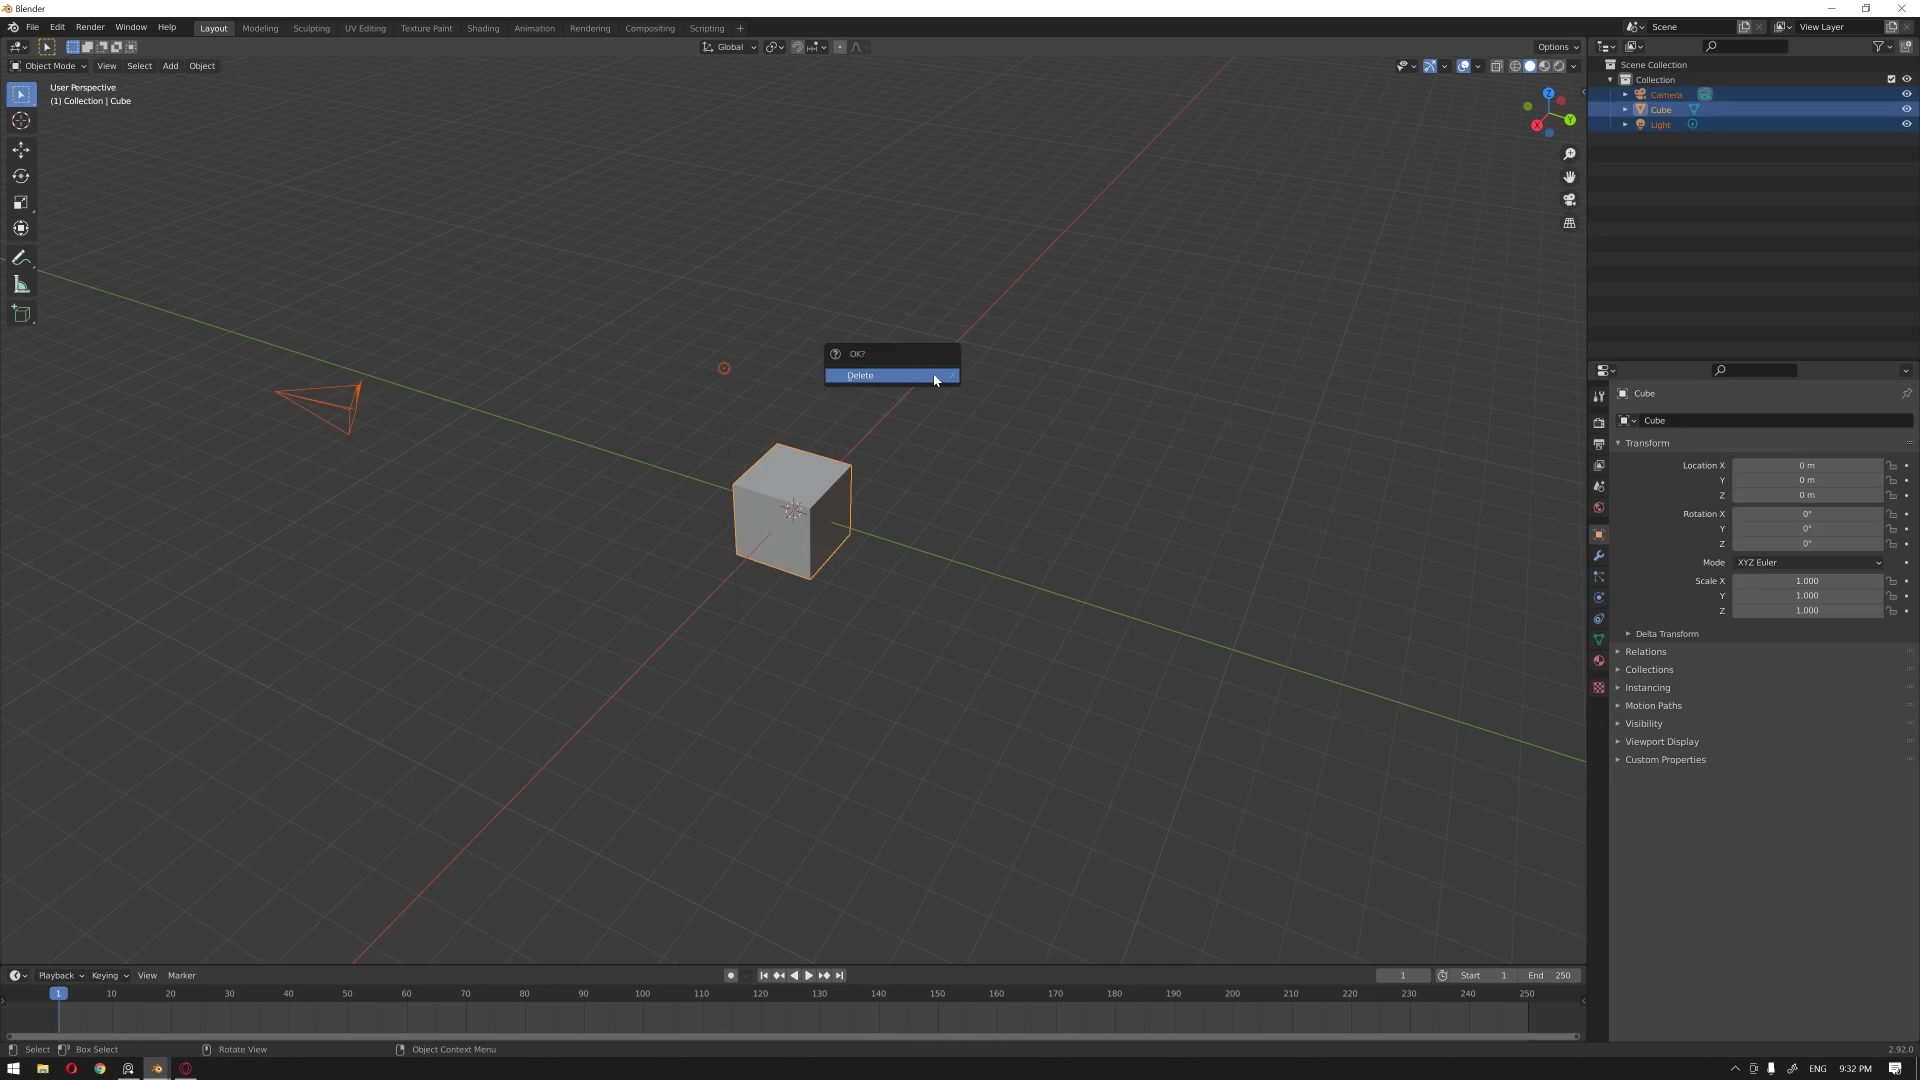 Blender
File Edit Render Window Help Layout Modeling Sculpting UV Editing Texture Paint Shading Animation Rendering Compositing Scripting + Scene View Layer
Global Options
Object Mode View Select Add Object
User Perspective
(1) Collection | Cube
Z
Y
X
OK?
Delete
Scene Collection
Collection
Camera
Cube
Light
Cube
Cube
Transform
Location X 0 m
Y 0 m
Z 0 m
Rotation X 0°
Y 0°
Z 0°
Mode XYZ Euler
Scale X 1.000
Y 1.000
Z 1.000
Delta Transform
Relations
Collections
Instancing
Motion Paths
Visibility
Viewport Display
Custom Properties
Playback Keying View Marker 1 Start 1 End 250
1 10 20 30 40 50 60 70 80 90 100 110 120 130 140 150 160 170 180 190 200 210 220 230 240 250
Select Box Select Rotate View Object Context Menu 2.92.0
ENG 9:32 PM